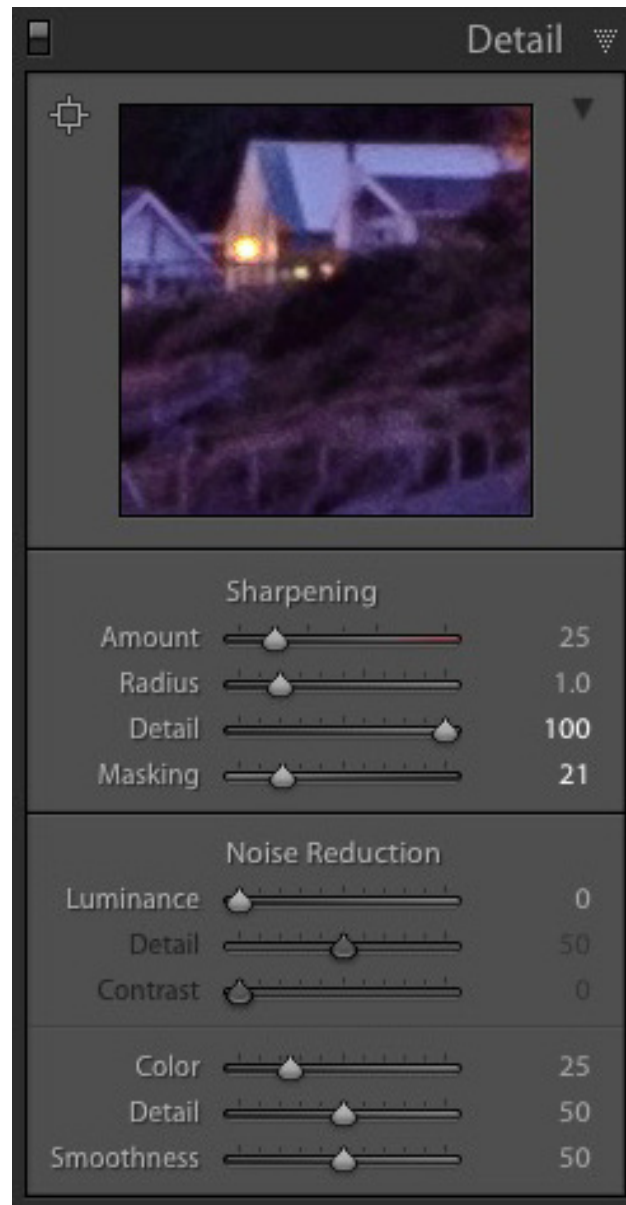 Detail
Sharpening
Amount 25
Radius 1.0
Detail 100
Masking 21
Noise Reduction
Luminance 0
Detail 50
Contrast 0
Color 25
Detail 50
Smoothness 50